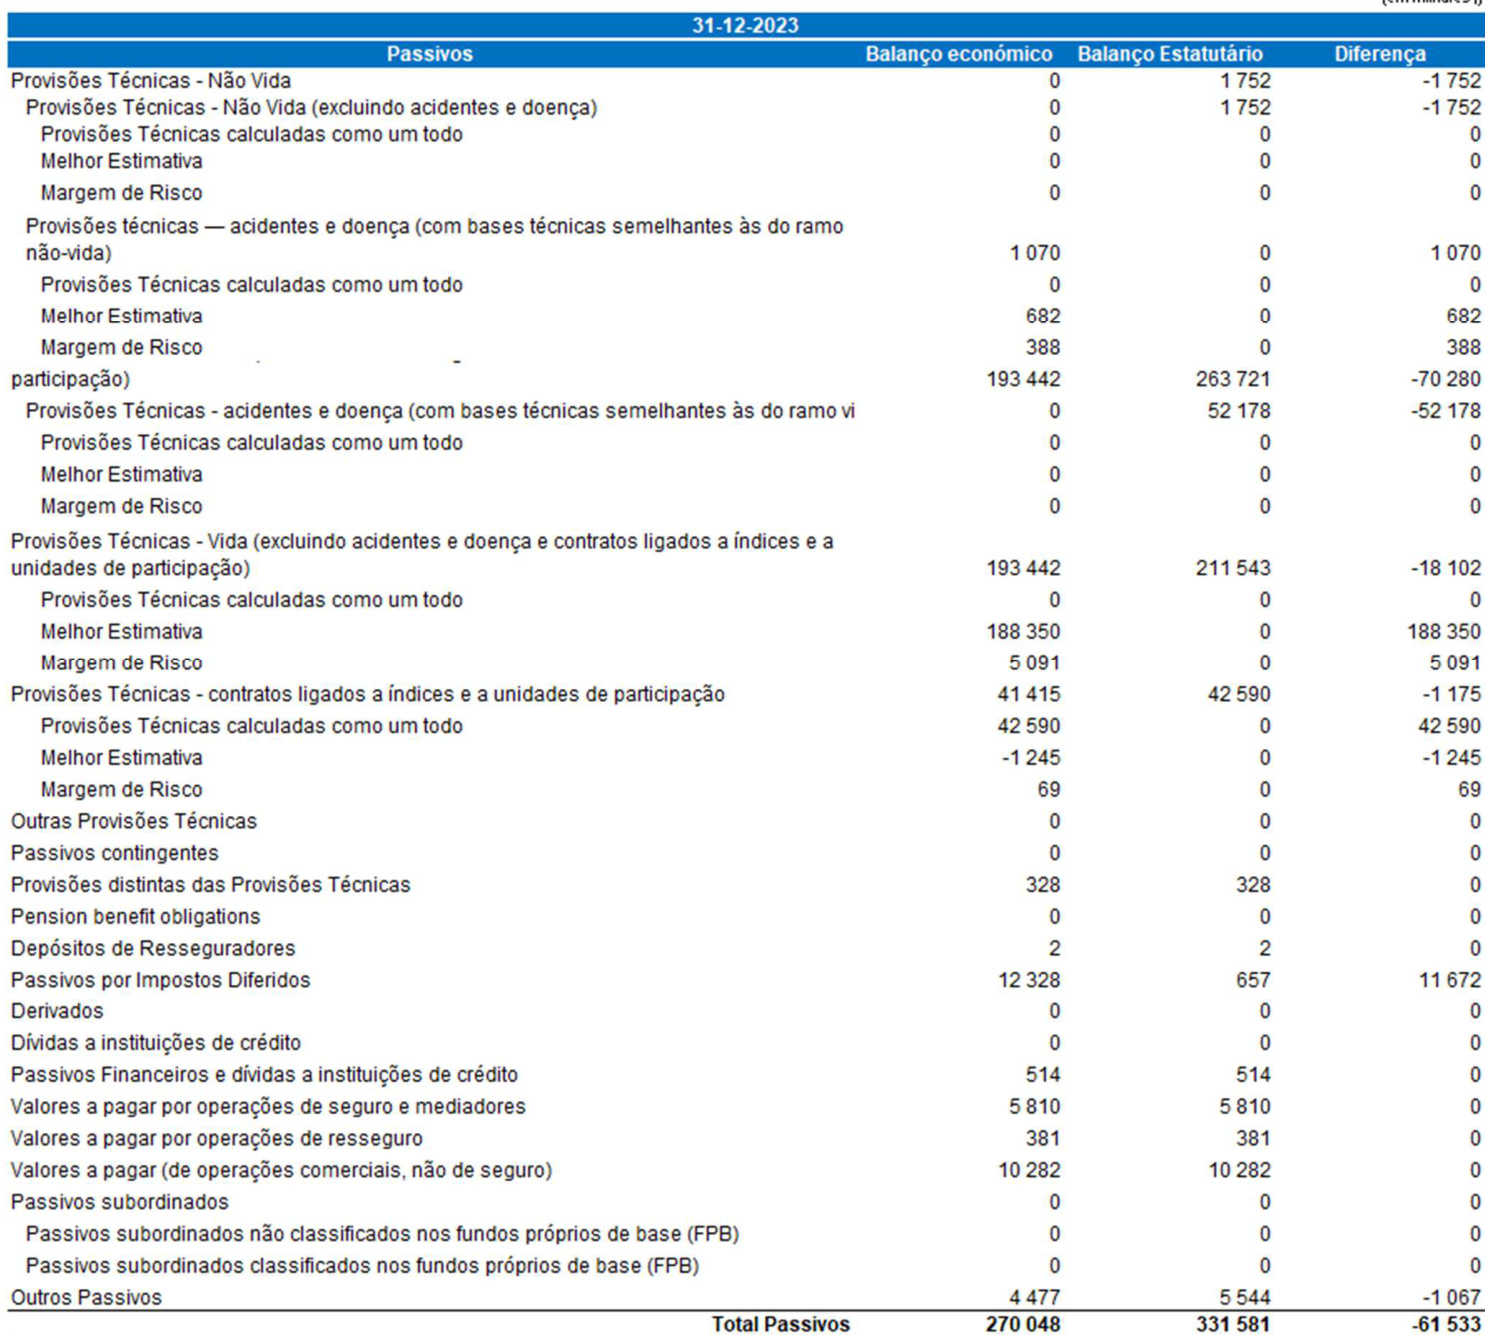 31-12-2023
Passivos Balanço económico Balanço Estatutário Diferença
Provisões Técnicas - Não Vida 0 1 752 -1 752
Provisões Técnicas - Não Vida (excluindo acidentes e doença) 0 1 752 -1 752
Provisões Técnicas calculadas como um todo 0 0 0
Melhor Estimativa 0 0 0
Margem de Risco 0 0 0
Provisões técnicas — acidentes e doença (com bases técnicas semelhantes às do ramo
não-vida) 1 070 0 1 070
Provisões Técnicas calculadas como um todo 0 0 0
Melhor Estimativa 682 0 682
Margem de Risco 388 0 388
participação) 193 442 263 721 -70 280
Provisões Técnicas - acidentes e doença (com bases técnicas semelhantes às do ramo vi 0 52 178 -52 178
Provisões Técnicas calculadas como um todo 0 0 0
Melhor Estimativa 0 0 0
Margem de Risco 0 0 0
Provisões Técnicas - Vida (excluindo acidentes e doença e contratos ligados a índices e a
unidades de participação) 193 442 211 543 -18 102
Provisões Técnicas calculadas como um todo 0 0 0
Melhor Estimativa 188 350 0 188 350
Margem de Risco 5 091 0 5 091
Provisões Técnicas - contratos ligados a índices e a unidades de participação 41 415 42 590 -1 175
Provisões Técnicas calculadas como um todo 42 590 0 42 590
Melhor Estimativa -1 245 0 -1 245
Margem de Risco 69 0 69
Outras Provisões Técnicas 0 0 0
Passivos contingentes 0 0 0
Provisões distintas das Provisões Técnicas 328 328 0
Pension benefit obligations 0 0 0
Depósitos de Resseguradores 2 2 0
Passivos por Impostos Diferidos 12 328 657 11 672
Derivados 0 0 0
Dívidas a instituições de crédito 0 0 0
Passivos Financeiros e dívidas a instituições de crédito 514 514 0
Valores a pagar por operações de seguro e mediadores 5 810 5 810 0
Valores a pagar por operações de resseguro 381 381 0
Valores a pagar (de operações comerciais, não de seguro) 10 282 10 282 0
Passivos subordinados 0 0 0
Passivos subordinados não classificados nos fundos próprios de base (FPB) 0 0 0
Passivos subordinados classificados nos fundos próprios de base (FPB) 0 0 0
Outros Passivos 4 477 5 544 -1 067
Total Passivos 270 048 331 581 -61 533